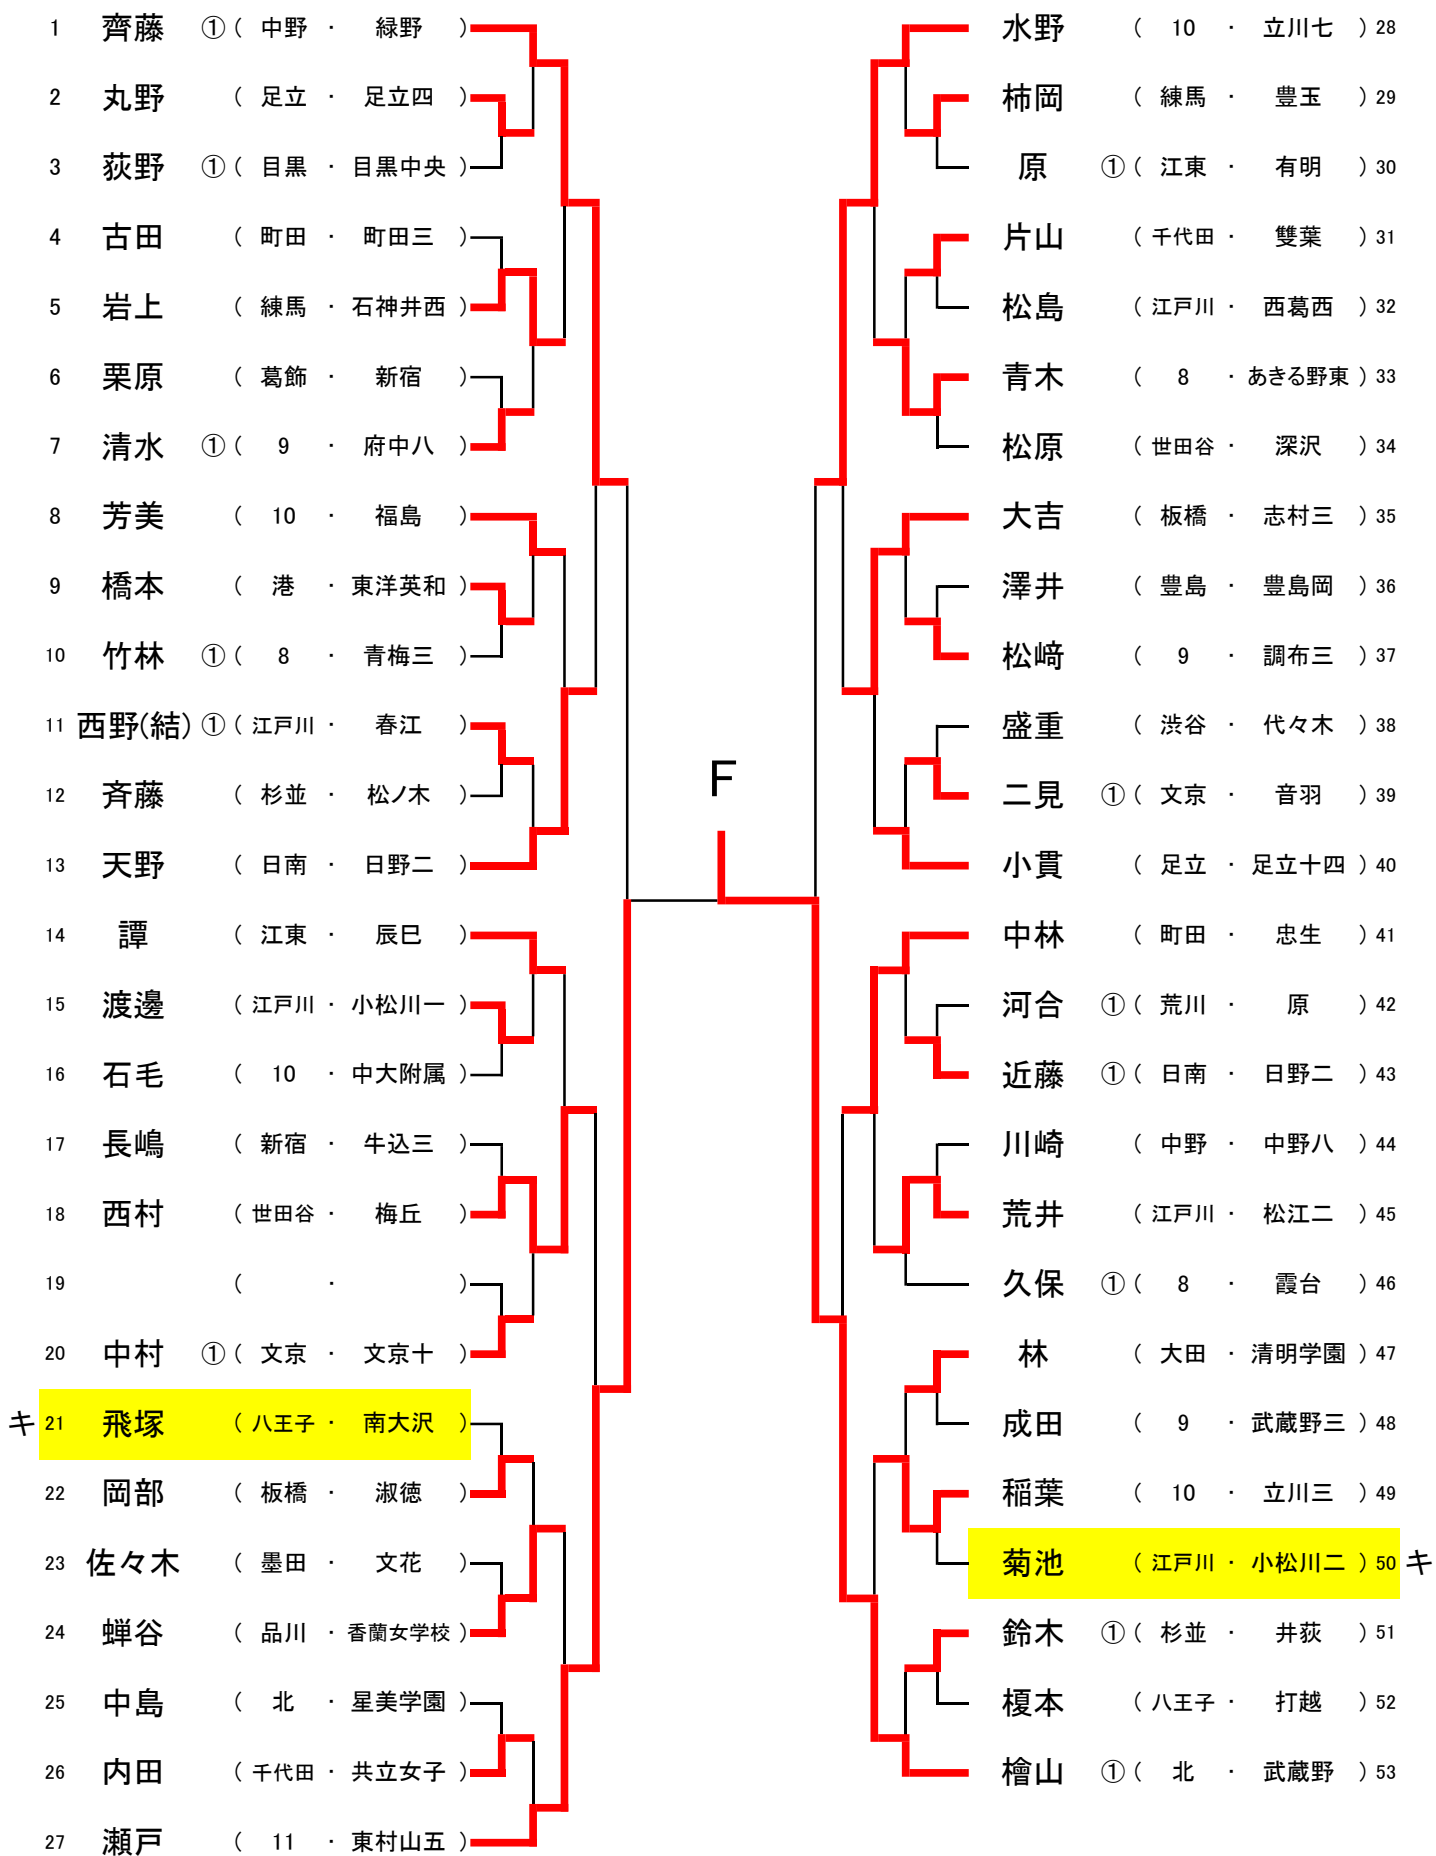 1 齊藤 ① ( 中野 ・ 緑野 )
2 丸野 ( 足立 ・ 足立四 )
3 荻野 ① ( 目黒 ・ 目黒中央 )
4 古田 ( 町田 ・ 町田三 )
5 岩上 ( 練馬 ・ 石神井西 )
6 栗原 ( 葛飾 ・ 新宿 )
7 清水 ① ( 9 ・ 府中八 )
8 芳美 ( 10 ・ 福島 )
9 橋本 ( 港 ・ 東洋英和 )
10 竹林 ① ( 8 ・ 青梅三 )
11 西野(結) ① ( 江戸川 ・ 春江 )
12 斉藤 ( 杉並 ・ 松ノ木 )
13 天野 ( 日南 ・ 日野二 )
14 譚 ( 江東 ・ 辰巳 )
15 渡邊 ( 江戸川 ・ 小松川一 )
16 石毛 ( 10 ・ 中大附属 )
17 長嶋 ( 新宿 ・ 牛込三 )
18 西村 ( 世田谷 ・ 梅丘 )
19 ( ・ )
20 中村 ① ( 文京 ・ 文京十 )
キ 21 飛塚 ( 八王子 ・ 南大沢 )
22 岡部 ( 板橋 ・ 淑徳 )
23 佐々木 ( 墨田 ・ 文花 )
24 蝉谷 ( 品川 ・ 香蘭女学校 )
25 中島 ( 北 ・ 星美学園 )
26 内田 ( 千代田 ・ 共立女子 )
27 瀬戸 ( 11 ・ 東村山五 )
F
水野 ( 10 ・ 立川七 ) 28
柿岡 ( 練馬 ・ 豊玉 ) 29
原 ① ( 江東 ・ 有明 ) 30
片山 ( 千代田 ・ 雙葉 ) 31
松島 ( 江戸川 ・ 西葛西 ) 32
青木 ( 8 ・ あきる野東 ) 33
松原 ( 世田谷 ・ 深沢 ) 34
大吉 ( 板橋 ・ 志村三 ) 35
澤井 ( 豊島 ・ 豊島岡 ) 36
松﨑 ( 9 ・ 調布三 ) 37
盛重 ( 渋谷 ・ 代々木 ) 38
二見 ① ( 文京 ・ 音羽 ) 39
小貫 ( 足立 ・ 足立十四 ) 40
中林 ( 町田 ・ 忠生 ) 41
河合 ① ( 荒川 ・ 原 ) 42
近藤 ① ( 日南 ・ 日野二 ) 43
川崎 ( 中野 ・ 中野八 ) 44
荒井 ( 江戸川 ・ 松江二 ) 45
久保 ① ( 8 ・ 霞台 ) 46
林 ( 大田 ・ 清明学園 ) 47
成田 ( 9 ・ 武蔵野三 ) 48
稲葉 ( 10 ・ 立川三 ) 49
菊池 ( 江戸川 ・ 小松川二 ) 50 キ
鈴木 ① ( 杉並 ・ 井荻 ) 51
榎本 ( 八王子 ・ 打越 ) 52
檜山 ① ( 北 ・ 武蔵野 ) 53